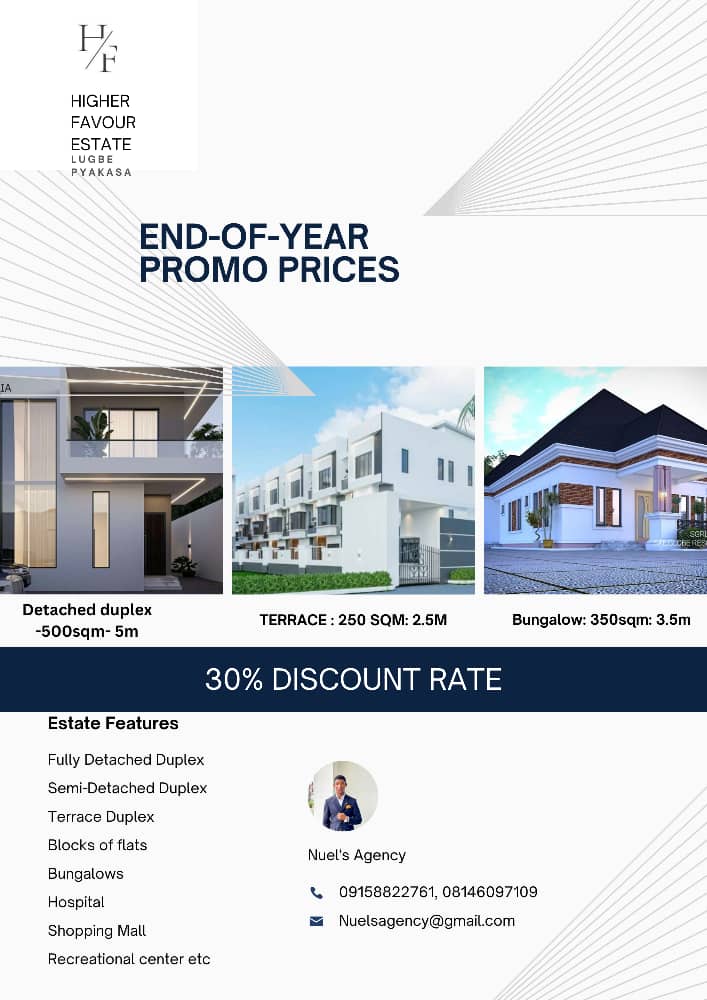 H/F
HIGHER
FAVOUR
ESTATE
LUGBE
PYAKASA
END-OF-YEAR
PROMO PRICES
IA
Detached duplex
-500sqm- 5m
TERRACE : 250 SQM: 2.5M
Bungalow: 350sqm: 3.5m
30% DISCOUNT RATE
Estate Features
Fully Detached Duplex
Semi-Detached Duplex
Terrace Duplex
Blocks of flats
Bungalows
Hospital
Shopping Mall
Recreational center etc
Nuel's Agency
09158822761, 08146097109
Nuelsagency@gmail.com